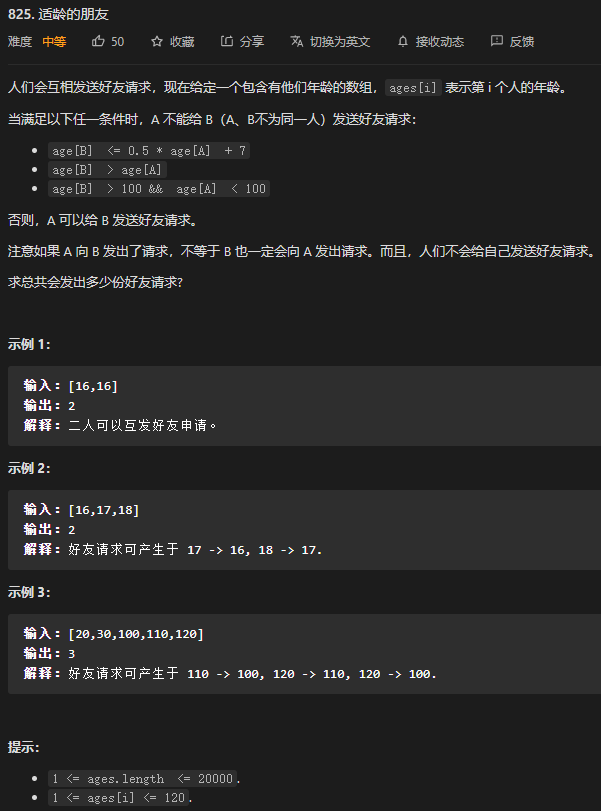 825. 适龄的朋友
难度 中等 50 收藏 分享 切换为英文 接收动态 反馈
人们会互相发送好友请求，现在给定一个包含有他们年龄的数组，ages[i] 表示第 i 个人的年龄。
当满足以下任一条件时，A 不能给 B（A、B不为同一人）发送好友请求：
• age[B] <= 0.5 * age[A] + 7
• age[B] > age[A]
• age[B] > 100 && age[A] < 100
否则，A 可以给 B 发送好友请求。
注意如果 A 向 B 发出了请求，不等于 B 也一定会向 A 发出请求。而且，人们不会给自己发送好友请求。
求总共会发出多少份好友请求?
示例 1：
输入：[16,16]
输出：2
解释：二人可以互发好友申请。
示例 2：
输入：[16,17,18]
输出：2
解释：好友请求可产生于 17 -> 16, 18 -> 17.
示例 3：
输入：[20,30,100,110,120]
输出：3
解释：好友请求可产生于 110 -> 100, 120 -> 110, 120 -> 100.
提示：
• 1 <= ages.length <= 20000.
• 1 <= ages[i] <= 120.